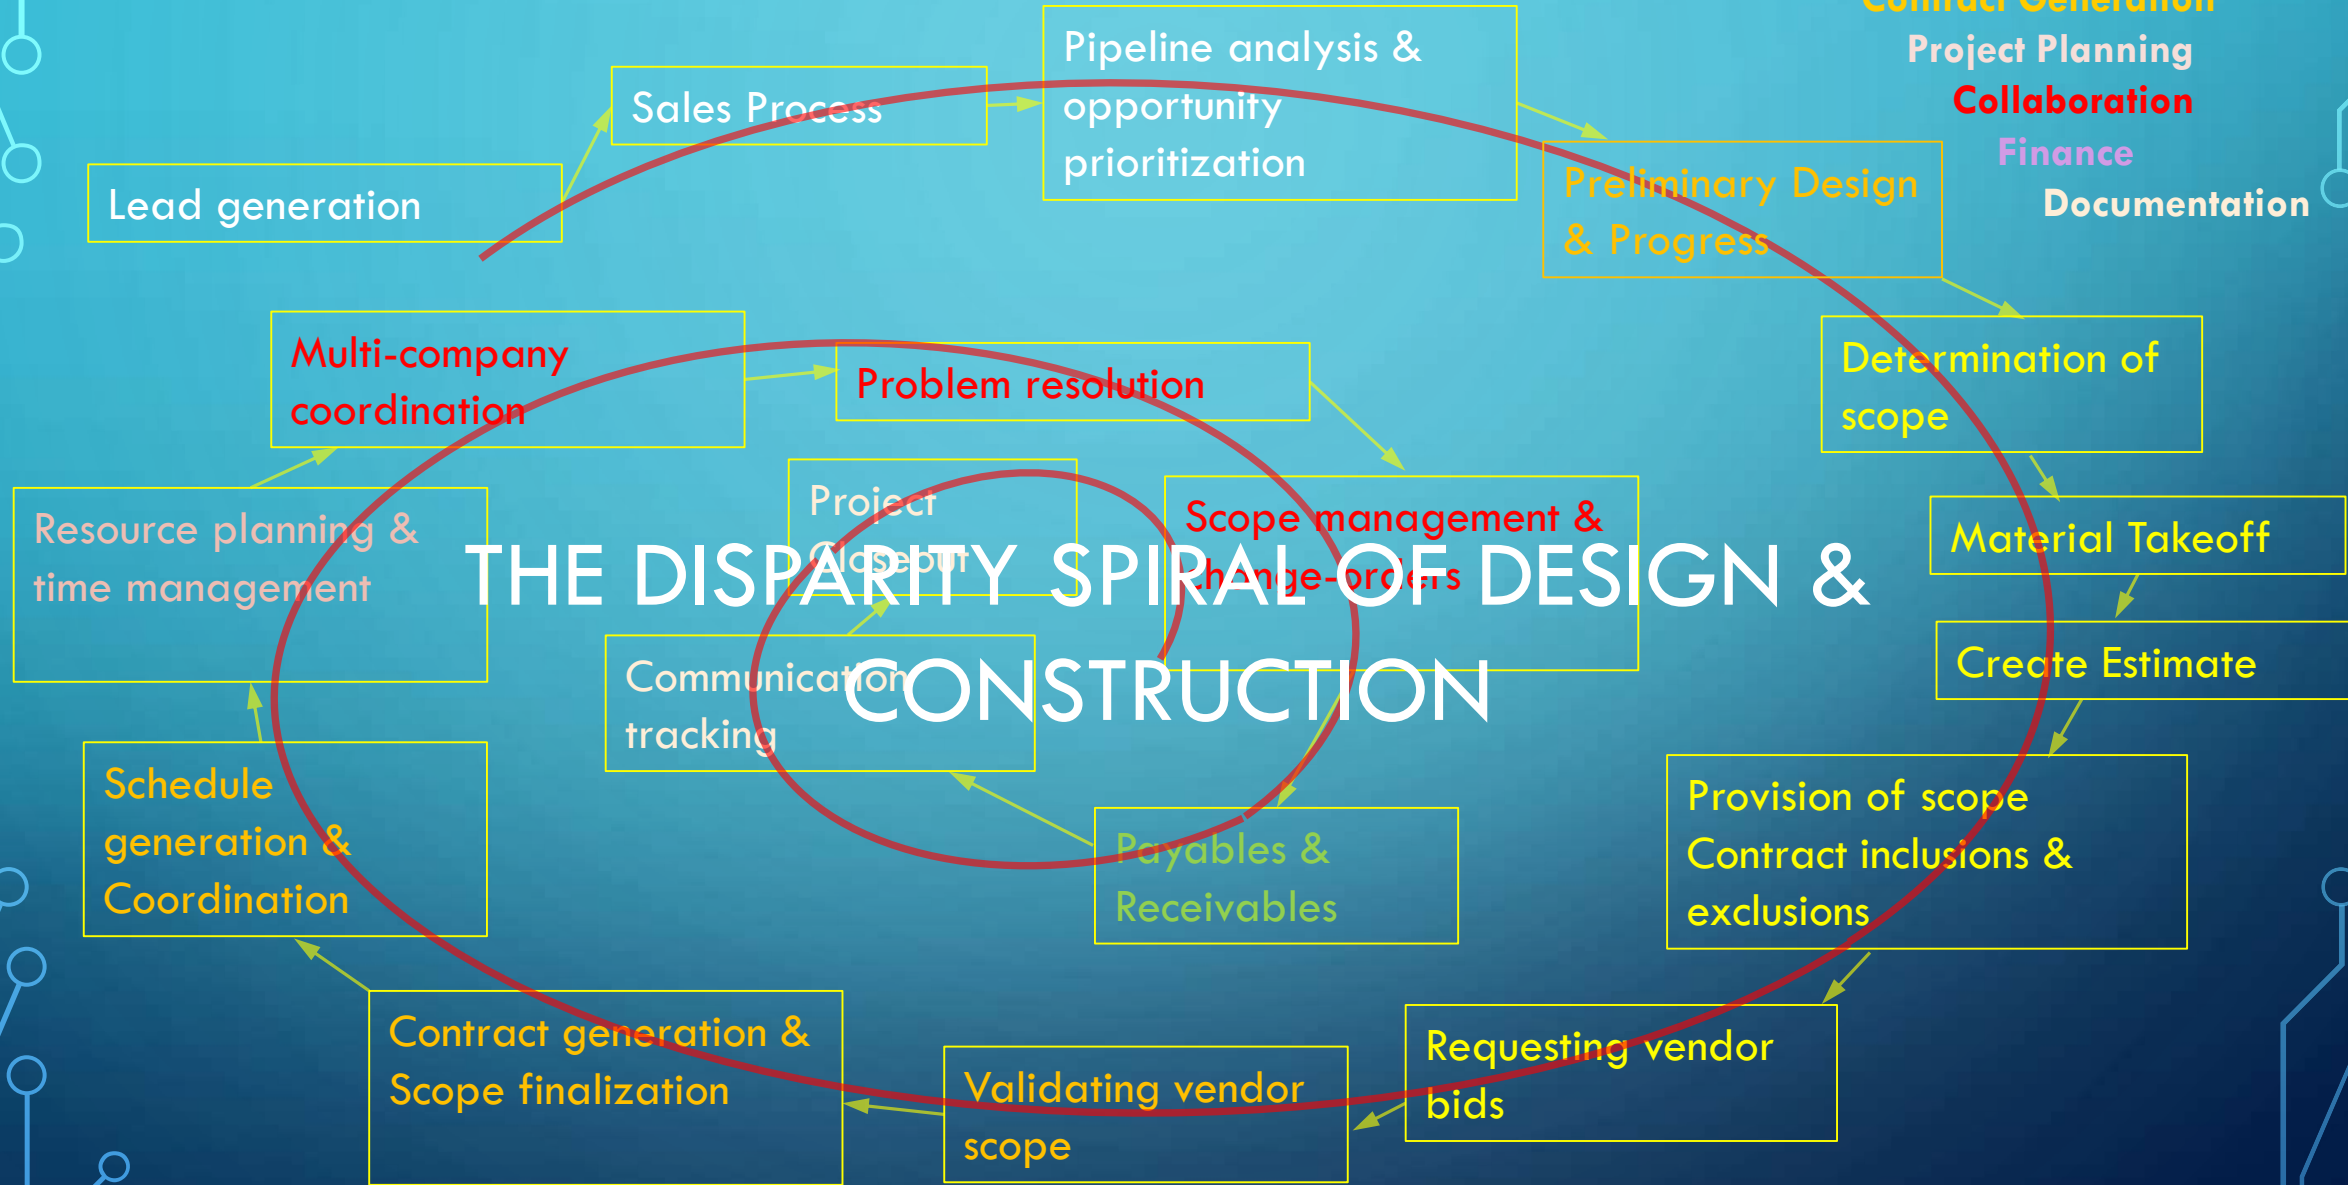 Contract Generation
Project Planning
Collaboration
Finance
Documentation
Lead generation
Sales Process
Pipeline analysis &
opportunity
prioritization
Preliminary Design
& Progress
Determination of
scope
Material Takeoff
Create Estimate
Provision of scope
Contract inclusions &
exclusions
Requesting vendor
bids
Validating vendor
scope
Contract generation &
Scope finalization
Schedule
generation &
Coordination
Resource planning &
time management
Multi-company
coordination
Problem resolution
Scope management &
change-orders
Payables &
Receivables
Communication
tracking
Project
Closeout
THE DISPARITY SPIRAL OF DESIGN &
CONSTRUCTION